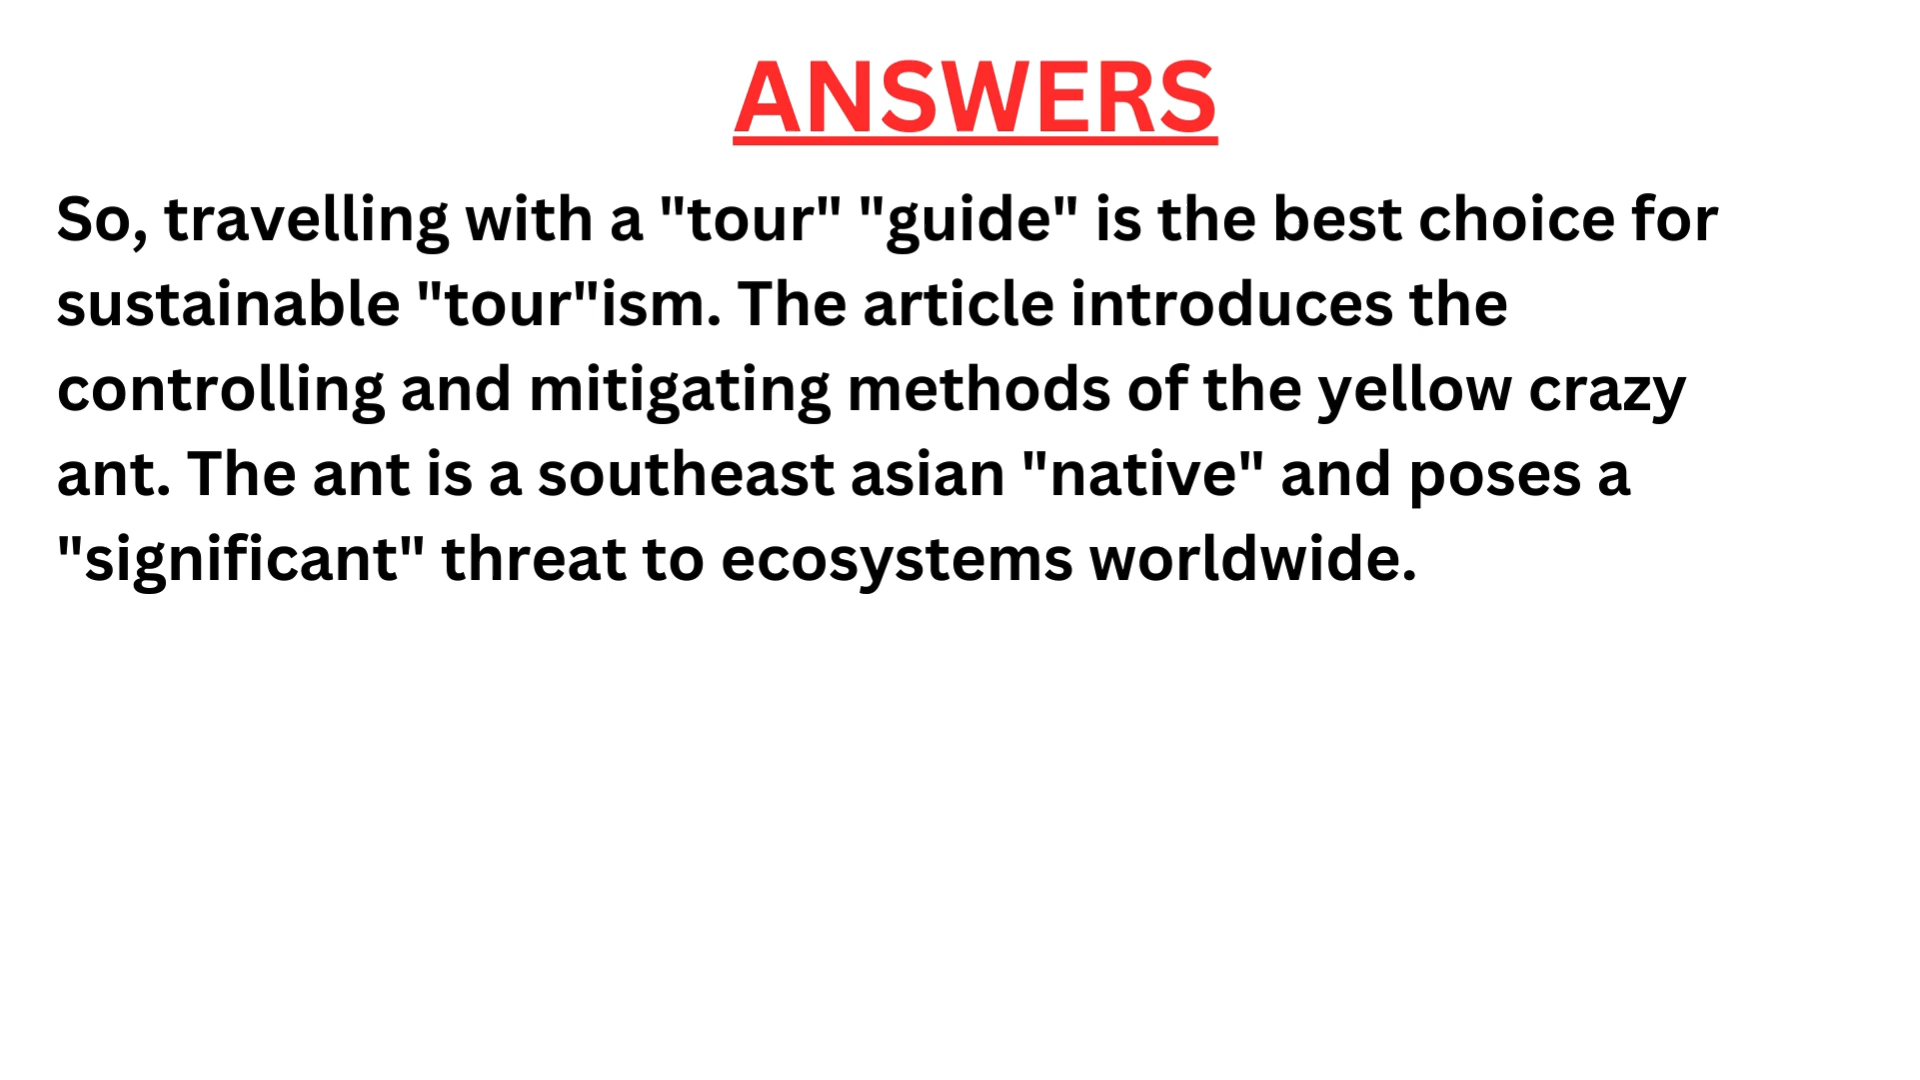 ANSWERS
So, travelling with a "tour" "guide" is the best choice for
sustainable "tour"ism. The article introduces the
controlling and mitigating methods of the yellow crazy
ant. The ant is a southeast asian "native" and poses a
"significant" threat to ecosystems worldwide.